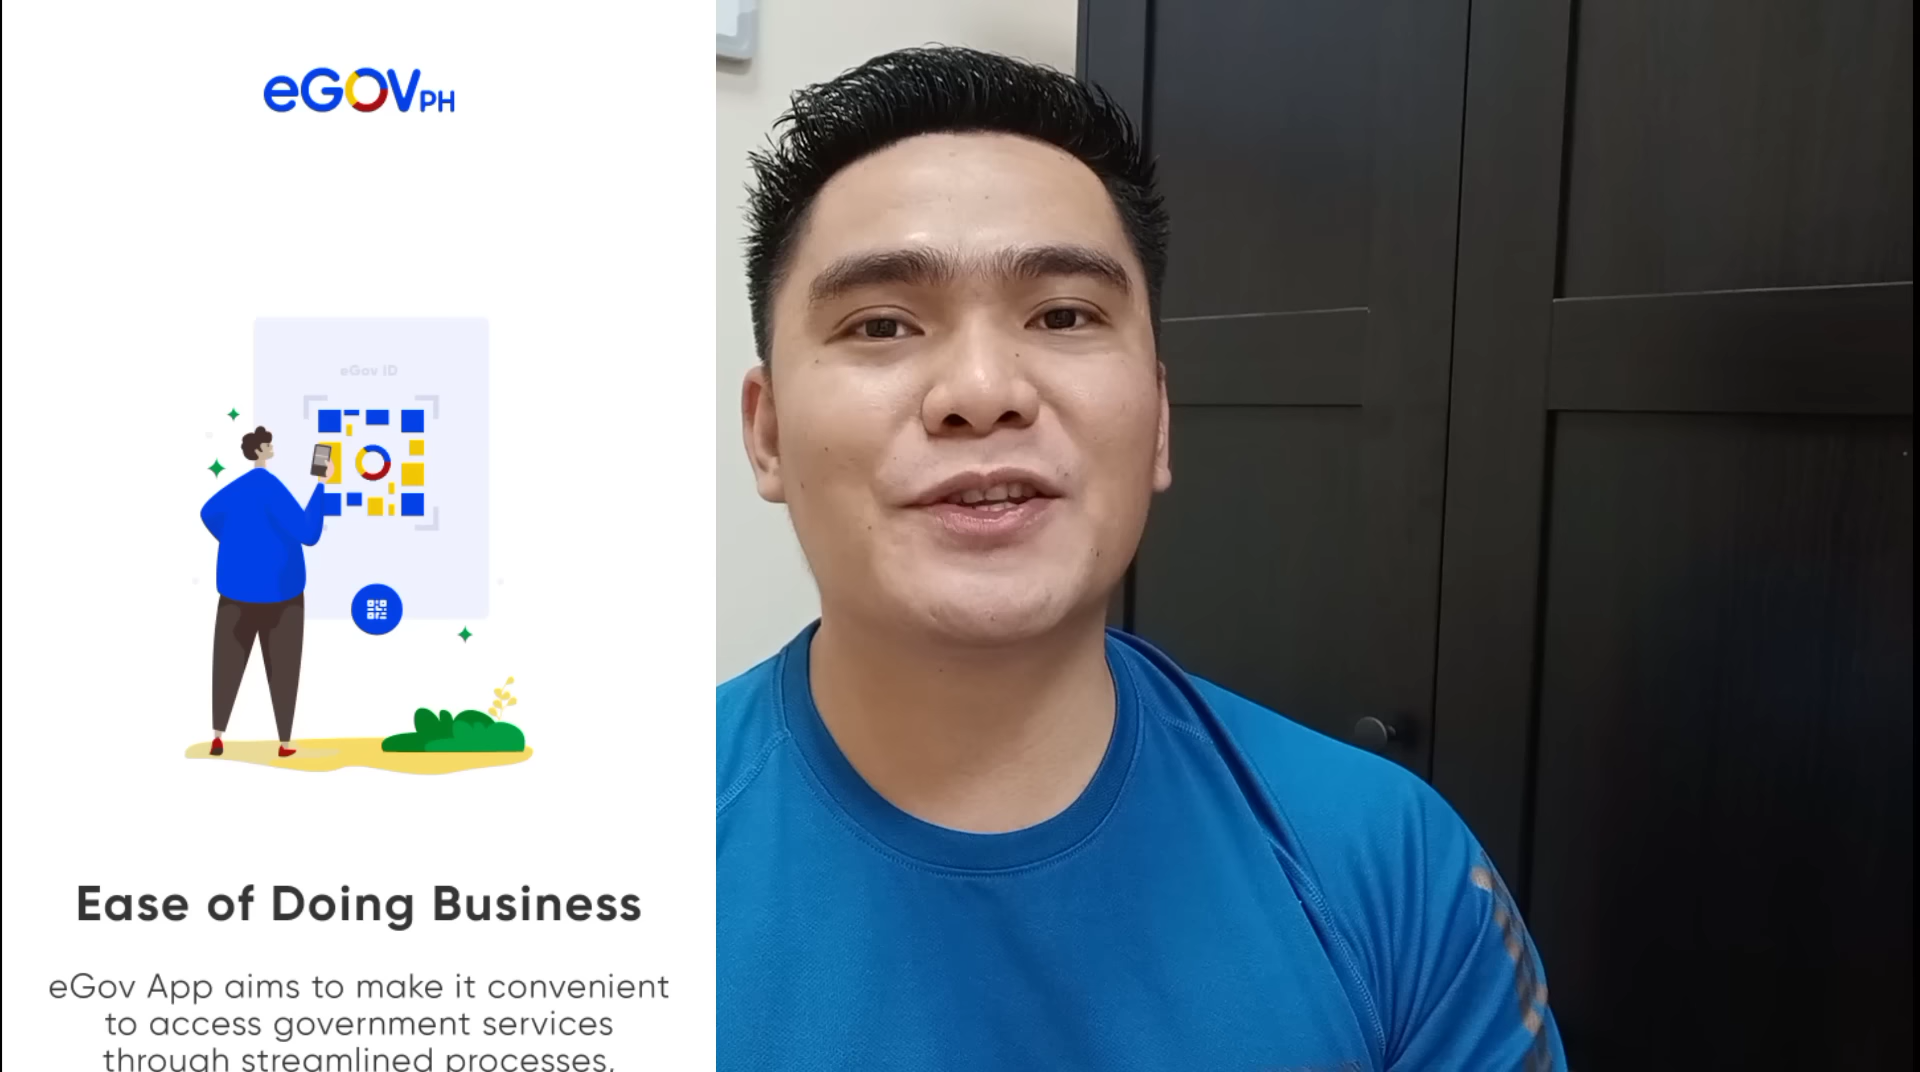 eGOVPH
eGov ID
Ease of Doing Business
eGov App aims to make it convenient
to access government services
through streamlined processes,